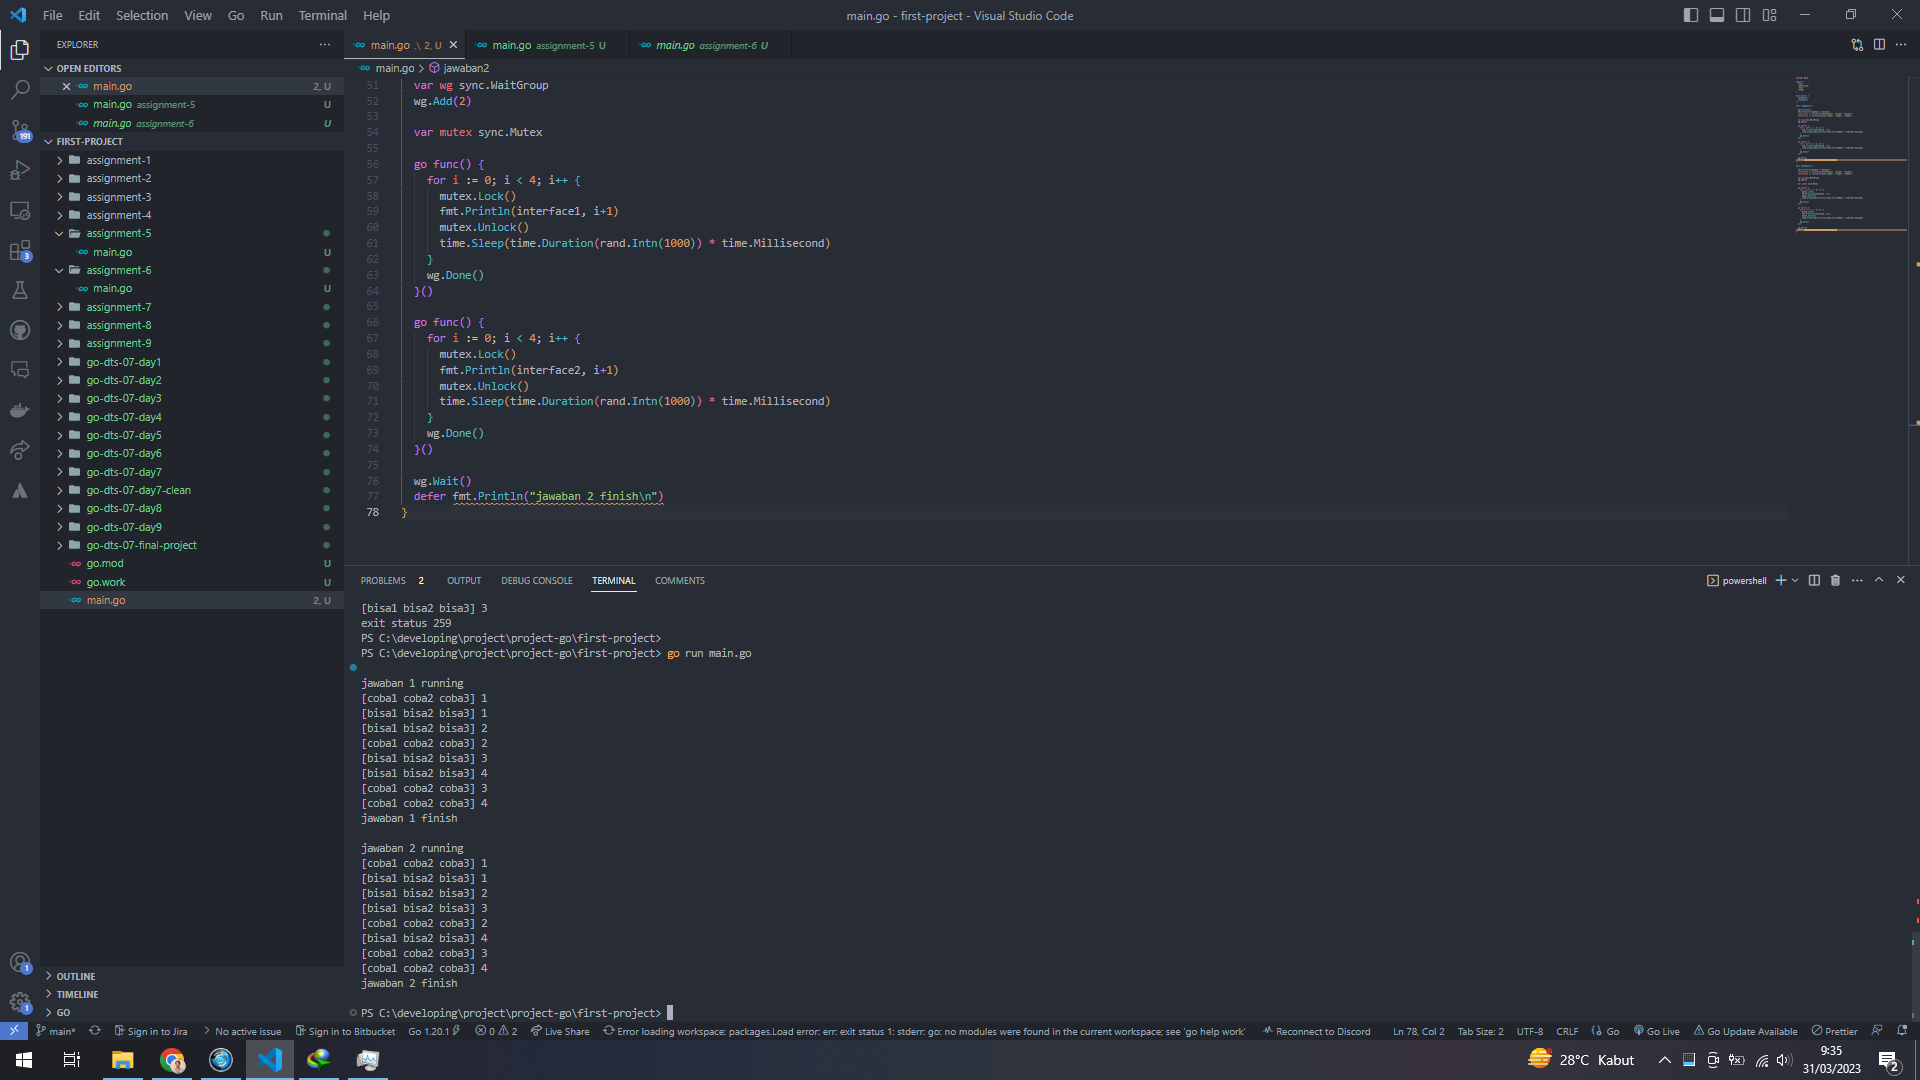 File Edit Selection View Go Run Terminal Help
main.go - first-project - Visual Studio Code
EXPLORER
OPEN EDITORS
main.go 2, U
main.go assignment-5 U
main.go assignment-6 U
FIRST-PROJECT
assignment-1
assignment-2
assignment-3
assignment-4
assignment-5
main.go U
assignment-6
main.go U
assignment-7
assignment-8
assignment-9
go-dts-07-day1
go-dts-07-day2
go-dts-07-day3
go-dts-07-day4
go-dts-07-day5
go-dts-07-day6
go-dts-07-day7
go-dts-07-day7-clean
go-dts-07-day8
go-dts-07-day9
go-dts-07-final-project
go.mod U
go.work U
main.go 2, U
OUTLINE
TIMELINE
GO
191
3
1
1
main.go .\ 2, U main.go assignment-5 U main.go assignment-6 U
main.go > jawaban2
51 var wg sync.WaitGroup
52 wg.Add(2)
53
54 var mutex sync.Mutex
55
56 go func() {
57 for i := 0; i < 4; i++ {
58 mutex.Lock()
59 fmt.Println(interface1, i+1)
60 mutex.Unlock()
61 time.Sleep(time.Duration(rand.Intn(1000)) * time.Millisecond)
62 }
63 wg.Done()
64 }()
65
66 go func() {
67 for i := 0; i < 4; i++ {
68 mutex.Lock()
69 fmt.Println(interface2, i+1)
70 mutex.Unlock()
71 time.Sleep(time.Duration(rand.Intn(1000)) * time.Millisecond)
72 }
73 wg.Done()
74 }()
75
76 wg.Wait()
77 defer fmt.Println("jawaban 2 finish\n")
78 }
PROBLEMS 2 OUTPUT DEBUG CONSOLE TERMINAL COMMENTS
powershell
[bisa1 bisa2 bisa3] 3
exit status 259
PS C:\developing\project\project-go\first-project>
PS C:\developing\project\project-go\first-project> go run main.go
jawaban 1 running
[coba1 coba2 coba3] 1
[bisa1 bisa2 bisa3] 1
[bisa1 bisa2 bisa3] 2
[coba1 coba2 coba3] 2
[bisa1 bisa2 bisa3] 3
[bisa1 bisa2 bisa3] 4
[coba1 coba2 coba3] 3
[coba1 coba2 coba3] 4
jawaban 1 finish
jawaban 2 running
[coba1 coba2 coba3] 1
[bisa1 bisa2 bisa3] 1
[bisa1 bisa2 bisa3] 2
[bisa1 bisa2 bisa3] 3
[coba1 coba2 coba3] 2
[bisa1 bisa2 bisa3] 4
[coba1 coba2 coba3] 3
[coba1 coba2 coba3] 4
jawaban 2 finish
PS C:\developing\project\project-go\first-project>
main* Sign in to Jira No active issue Sign in to Bitbucket Go 1.20.1 0 2 Live Share Error loading workspace: packages.Load error: err: exit status 1: stderr: go: no modules were found in the current workspace; see 'go help work' Reconnect to Discord Ln 78, Col 2 Tab Size: 2 UTF-8 CRLF Go Go Live Go Update Available Prettier
28°C Kabut
9:35
31/03/2023
2